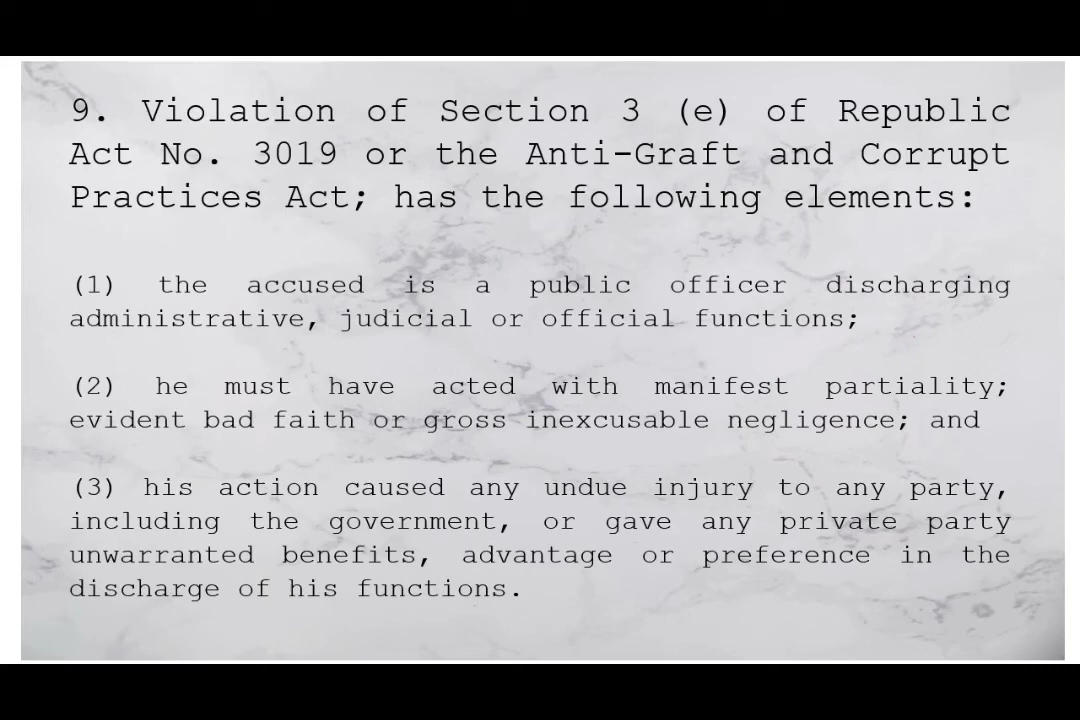 9. Violation of Section 3 (e) of Republic
Act No. 3019 or the Anti-Graft and Corrupt
Practices Act; has the following elements:
(1) the accused is a public officer discharging
administrative, judicial or official functions;
(2) he must have acted with manifest partiality;
evident bad faith or gross inexcusable negligence; and
(3) his action caused any undue injury to any party,
including the government, or gave any private party
unwarranted benefits, advantage or preference in the
discharge of his functions.